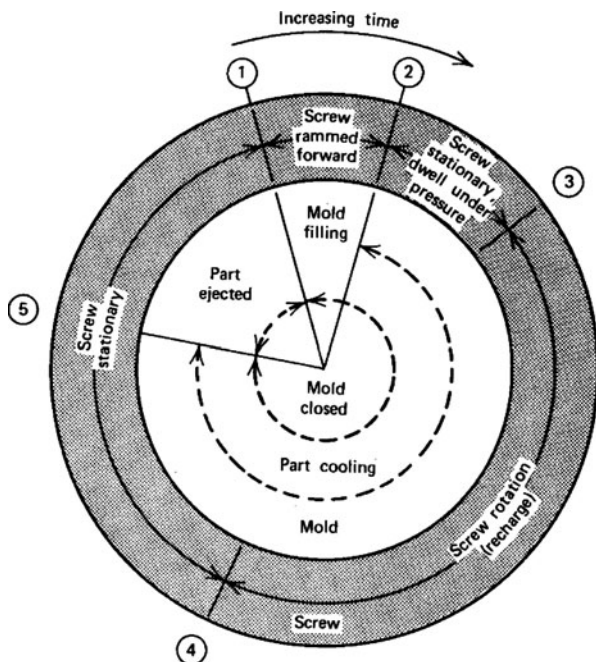 Increasing time
1
2
Screw
rammed
forward
Screw
stationary,
dwell under
pressure
3
Mold
filling
Part
ejected
5
Screw
stationary
Mold
closed
Part cooling
Mold
Screw rotation
(recharge)
Screw
4